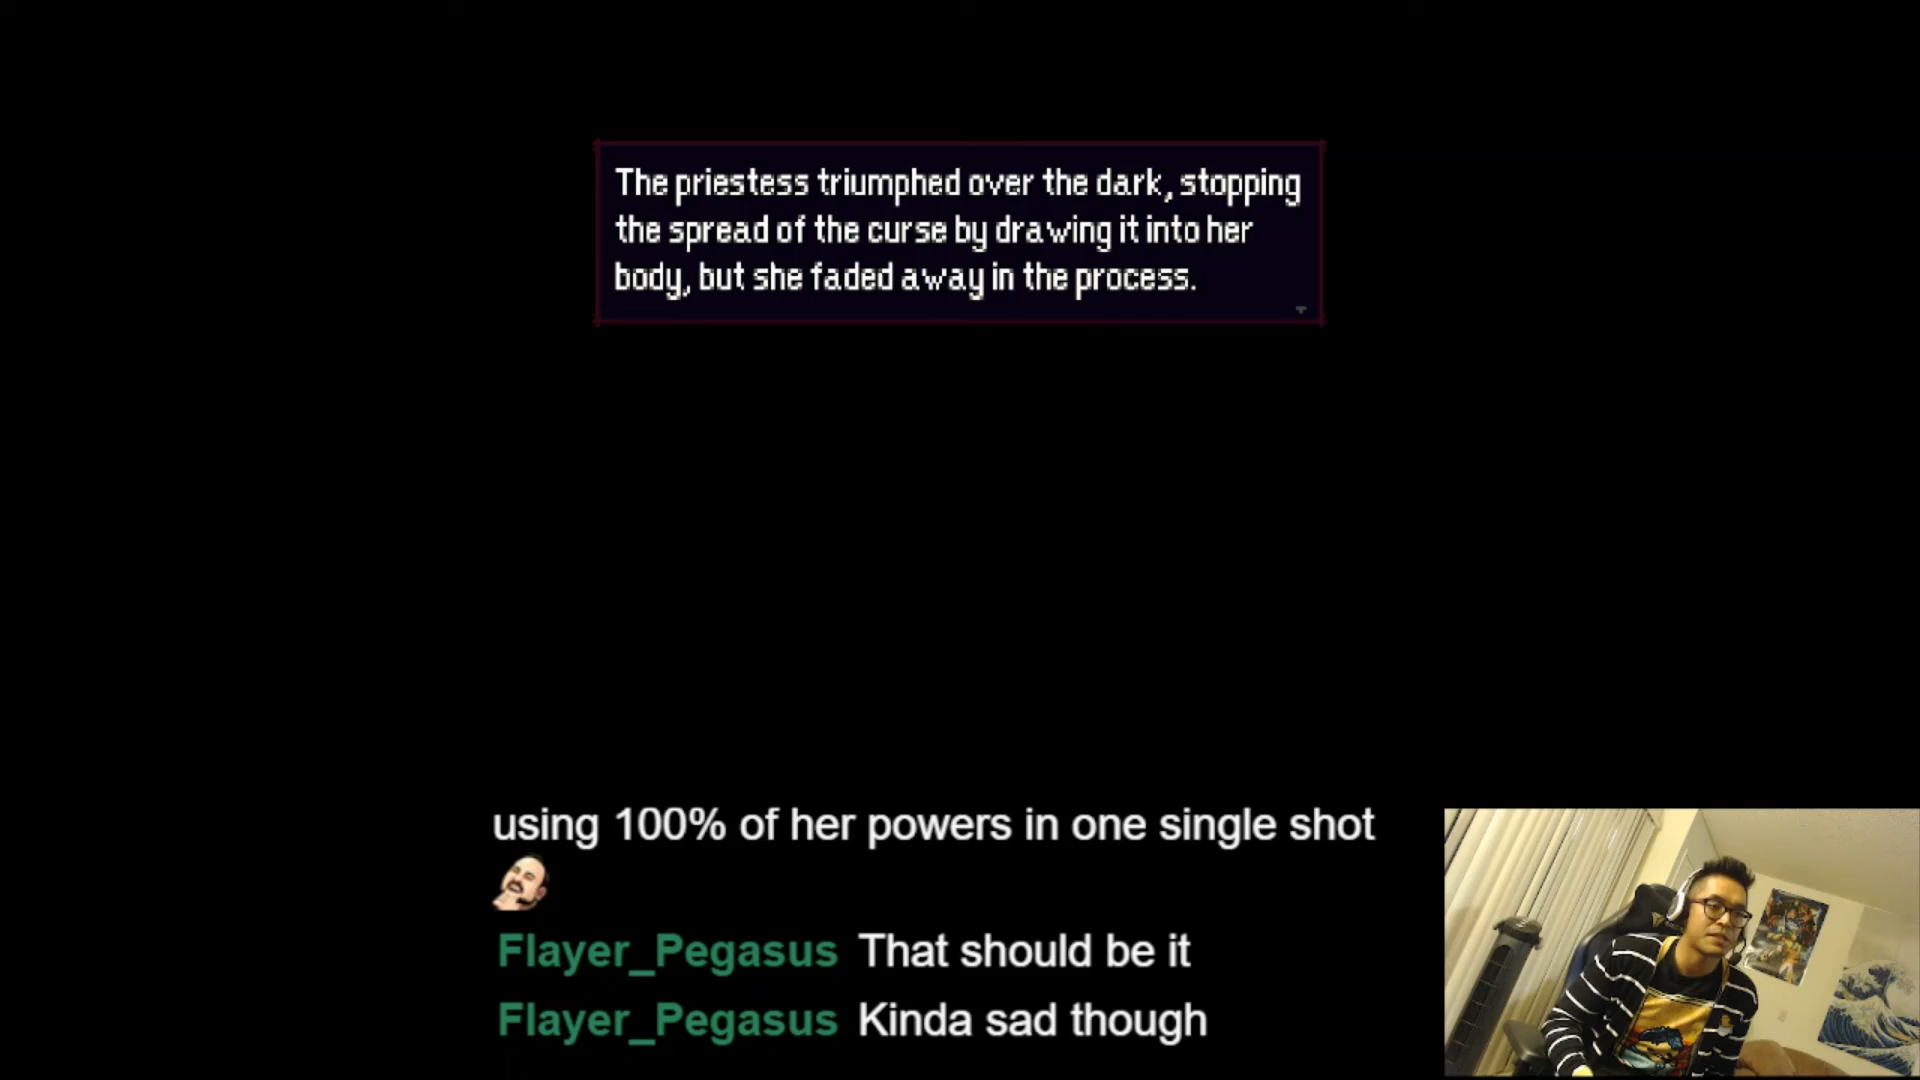 The priestess triumphed over the dark, stopping
the spread of the curse by drawing it into her
body, but she faded away in the process.
using 100% of her powers in one single shot
Flayer_Pegasus That should be it
Flayer_Pegasus Kinda sad though